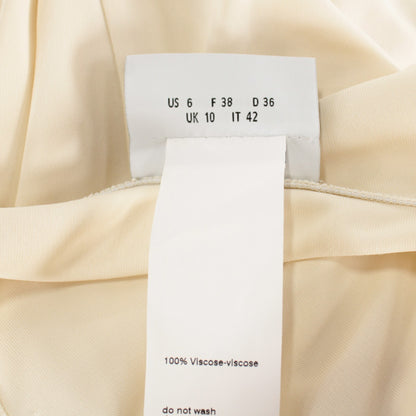 US 6 F 38 D 36
UK 10 IT 42
100% Viscose-viscose
do not wash